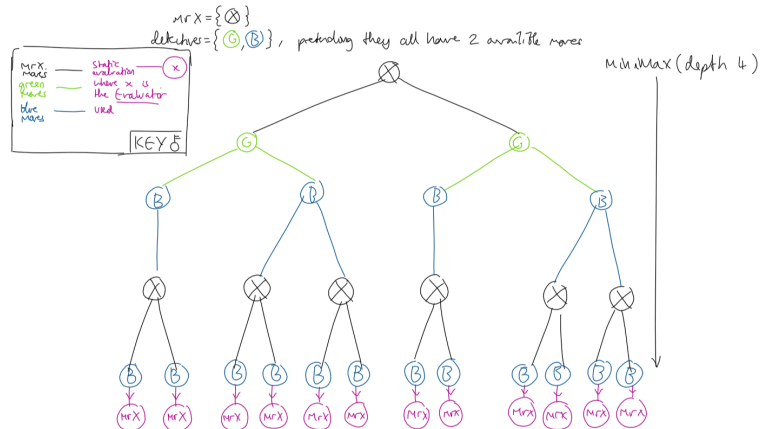 Mr X = { X }
detectives = { G, B }, pretending they all have 2 available moves
MiniMax (depth 4)
Mr X moves
green moves
blue moves
static evaluation x
where x is
the Evaluator
used
KEY
X
G G
B B B B
X X X X X X
B B B B B B B B B B B B
MrX MrX MrX MrX MrX MrX MrX MrX MrX MrX MrX MrX